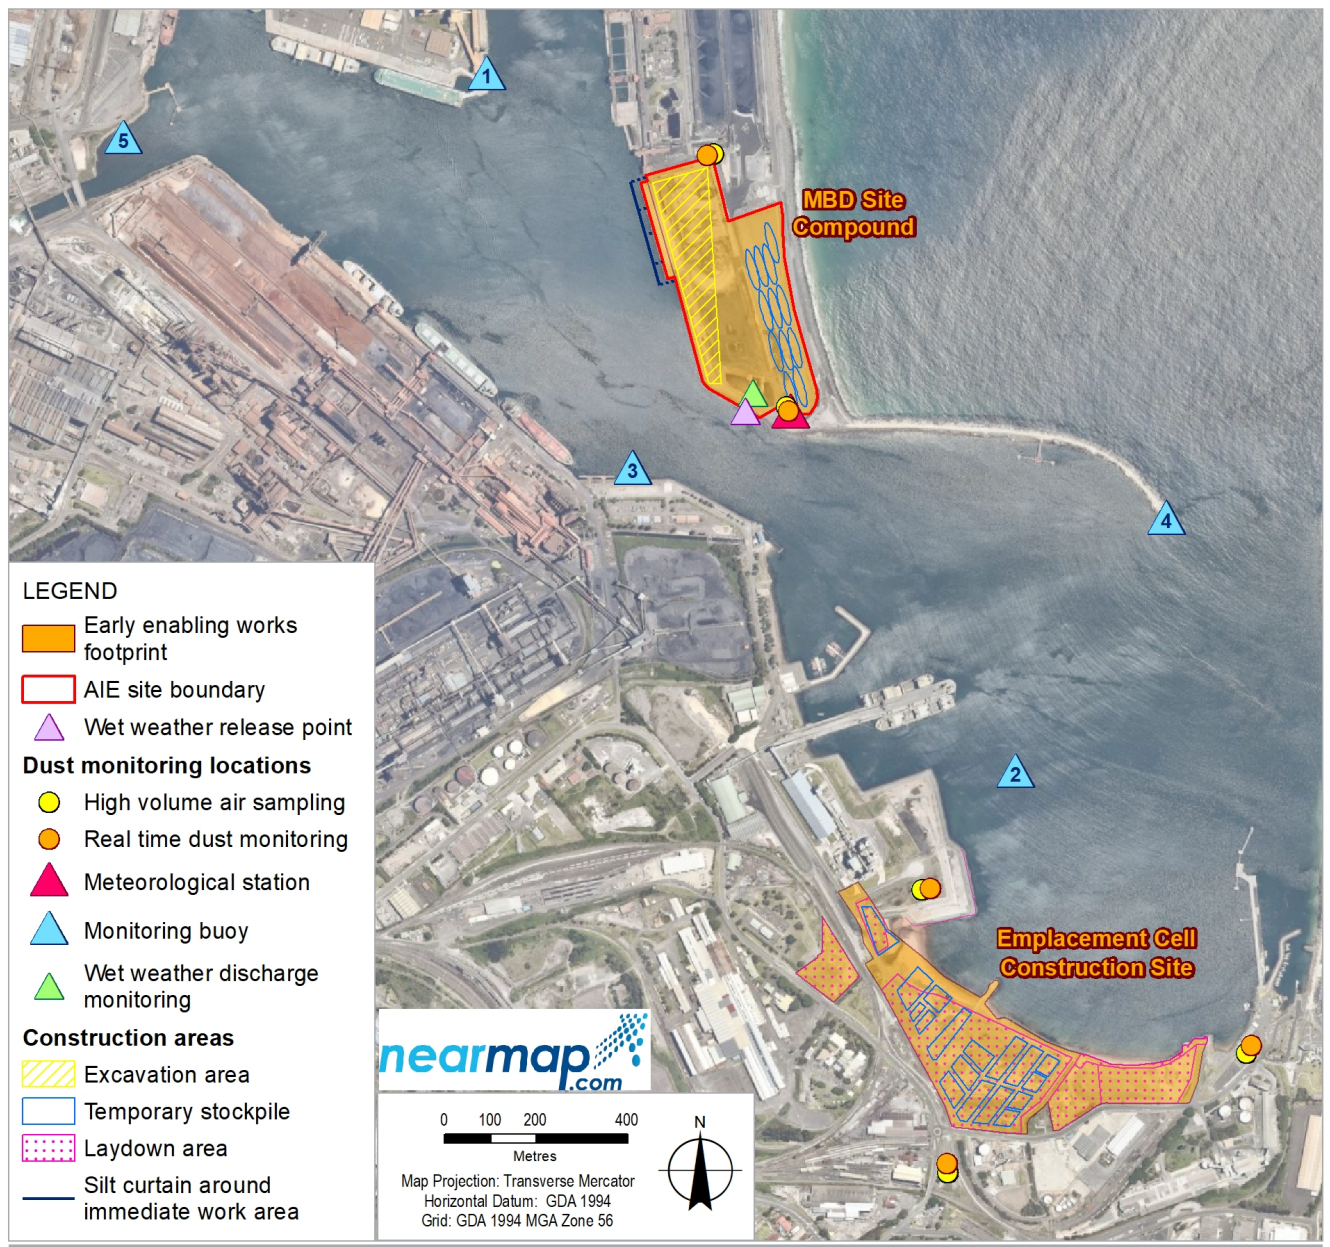 1
5
MBD Site
Compound
3
4
2
Emplacement Cell
Construction Site
LEGEND
Early enabling works
footprint
AIE site boundary
Wet weather release point
Dust monitoring locations
High volume air sampling
Real time dust monitoring
Meteorological station
Monitoring buoy
Wet weather discharge
monitoring
Construction areas
Excavation area
Temporary stockpile
Laydown area
Silt curtain around
immediate work area
nearmap
.com
0 100 200 400
Metres
Map Projection: Transverse Mercator
Horizontal Datum: GDA 1994
Grid: GDA 1994 MGA Zone 56
N